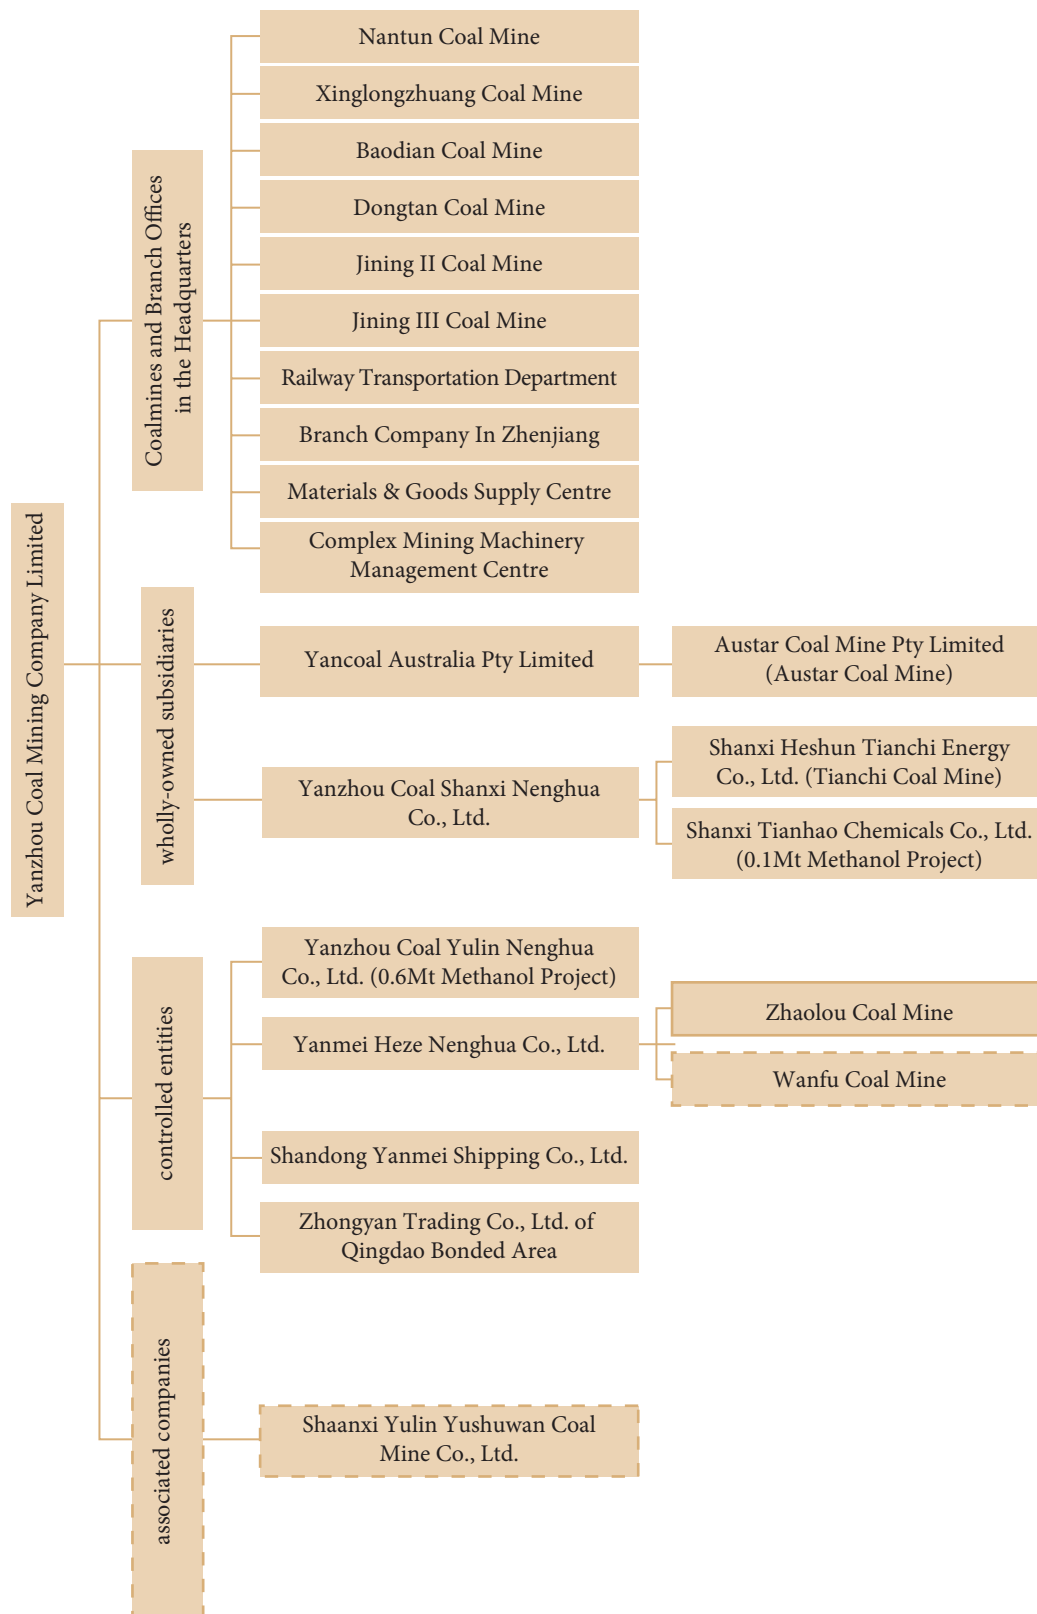 Yanzhou Coal Mining Company Limited
Coalmines and Branch Offices
in the Headquarters
Nantun Coal Mine
Xinglongzhuang Coal Mine
Baodian Coal Mine
Dongtan Coal Mine
Jining II Coal Mine
Jining III Coal Mine
Railway Transportation Department
Branch Company In Zhenjiang
Materials & Goods Supply Centre
Complex Mining Machinery
Management Centre
wholly-owned subsidiaries
Yancoal Australia Pty Limited
Austar Coal Mine Pty Limited
(Austar Coal Mine)
Yanzhou Coal Shanxi Nenghua
Co., Ltd.
Shanxi Heshun Tianchi Energy
Co., Ltd. (Tianchi Coal Mine)
Shanxi Tianhao Chemicals Co., Ltd.
(0.1Mt Methanol Project)
controlled entities
Yanzhou Coal Yulin Nenghua
Co., Ltd. (0.6Mt Methanol Project)
Yanmei Heze Nenghua Co., Ltd.
Zhaolou Coal Mine
Wanfu Coal Mine
Shandong Yanmei Shipping Co., Ltd.
Zhongyan Trading Co., Ltd. of
Qingdao Bonded Area
associated companies
Shaanxi Yulin Yushuwan Coal
Mine Co., Ltd.